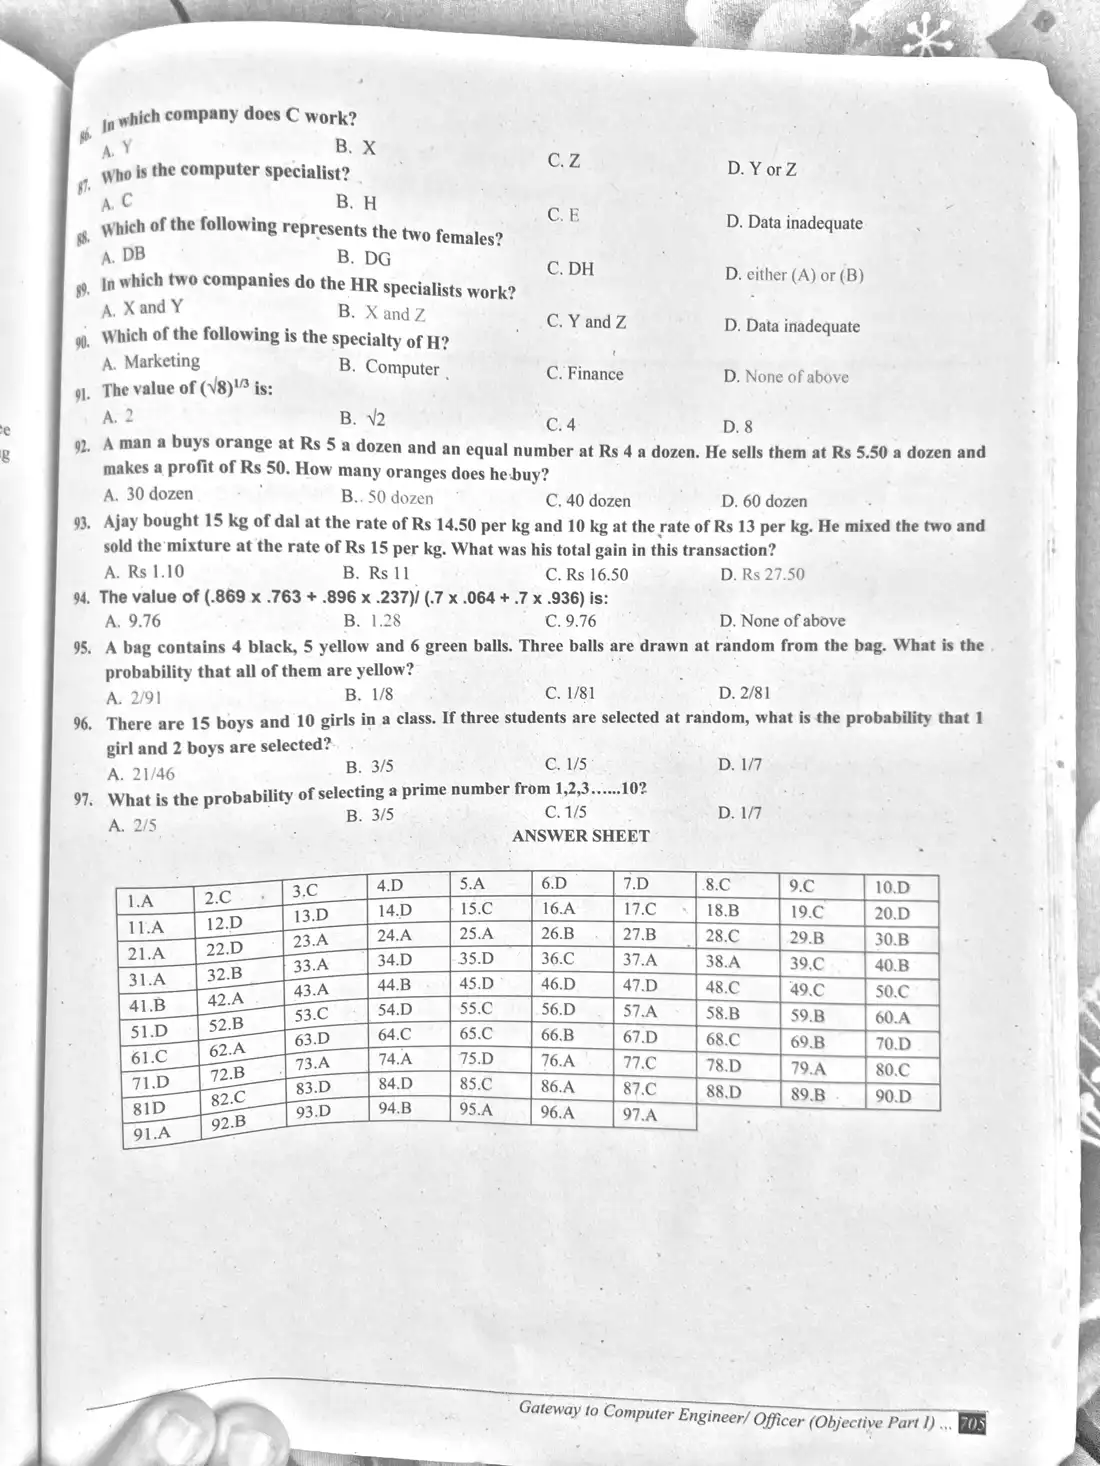 86. In which company does C work?
A. Y B. X C. Z D. Y or Z
87. Who is the computer specialist?
A. C B. H C. E D. Data inadequate
88. Which of the following represents the two females?
A. DB B. DG C. DH D. either (A) or (B)
89. In which two companies do the HR specialists work?
A. X and Y B. X and Z C. Y and Z D. Data inadequate
90. Which of the following is the specialty of H?
A. Marketing B. Computer C. Finance D. None of above
91. The value of (√8)^1/3 is:
A. 2 B. √2 C. 4 D. 8
92. A man a buys orange at Rs 5 a dozen and an equal number at Rs 4 a dozen. He sells them at Rs 5.50 a dozen and
makes a profit of Rs 50. How many oranges does he buy?
A. 30 dozen B. 50 dozen C. 40 dozen D. 60 dozen
93. Ajay bought 15 kg of dal at the rate of Rs 14.50 per kg and 10 kg at the rate of Rs 13 per kg. He mixed the two and
sold the mixture at the rate of Rs 15 per kg. What was his total gain in this transaction?
A. Rs 1.10 B. Rs 11 C. Rs 16.50 D. Rs 27.50
94. The value of (.869 x .763 + .896 x .237)/ (.7 x .064 + .7 x .936) is:
A. 9.76 B. 1.28 C. 9.76 D. None of above
95. A bag contains 4 black, 5 yellow and 6 green balls. Three balls are drawn at random from the bag. What is the
probability that all of them are yellow?
A. 2/91 B. 1/8 C. 1/81 D. 2/81
96. There are 15 boys and 10 girls in a class. If three students are selected at random, what is the probability that 1
girl and 2 boys are selected?
A. 21/46 B. 3/5 C. 1/5 D. 1/7
97. What is the probability of selecting a prime number from 1,2,3......10?
A. 2/5 B. 3/5 C. 1/5 D. 1/7
ANSWER SHEET
1.A 2.C 3.C 4.D 5.A 6.D 7.D 8.C 9.C 10.D
11.A 12.D 13.D 14.D 15.C 16.A 17.C 18.B 19.C 20.D
21.A 22.D 23.A 24.A 25.A 26.B 27.B 28.C 29.B 30.B
31.A 32.B 33.A 34.D 35.D 36.C 37.A 38.A 39.C 40.B
41.B 42.A 43.A 44.B 45.D 46.D 47.D 48.C 49.C 50.C
51.D 52.B 53.C 54.D 55.C 56.D 57.A 58.B 59.B 60.A
61.C 62.A 63.D 64.C 65.C 66.B 67.D 68.C 69.B 70.D
71.D 72.B 73.A 74.A 75.D 76.A 77.C 78.D 79.A 80.C
81D 82.C 83.D 84.D 85.C 86.A 87.C 88.D 89.B 90.D
91.A 92.B 93.D 94.B 95.A 96.A 97.A
Gateway to Computer Engineer/ Officer (Objective Part I) ... 705